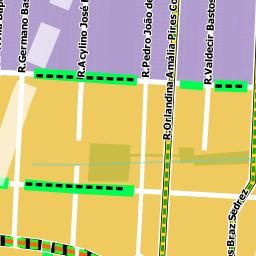 R.Germano Bas
R.Acylino José
R.Pedro João de
R.Orlandina Amália Pires Co
R.Valdecir Bastos
s Braz Sedrez